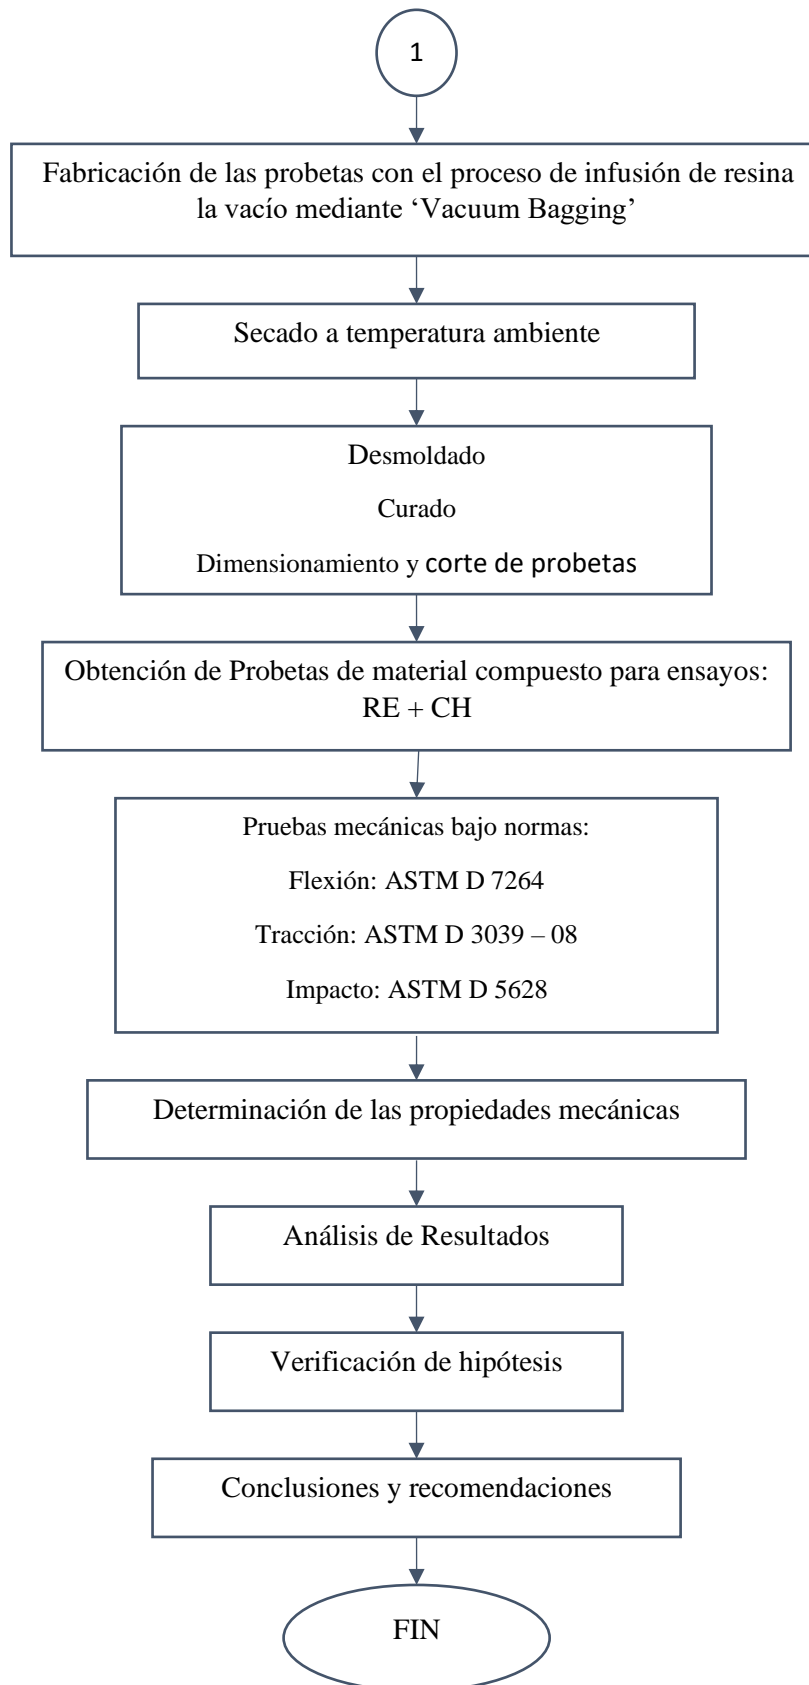 1
Fabricación de las probetas con el proceso de infusión de resina
la vacío mediante ‘Vacuum Bagging’
Secado a temperatura ambiente
Desmoldado
Curado
Dimensionamiento y corte de probetas
Obtención de Probetas de material compuesto para ensayos:
RE + CH
Pruebas mecánicas bajo normas:
Flexión: ASTM D 7264
Tracción: ASTM D 3039 – 08
Impacto: ASTM D 5628
Determinación de las propiedades mecánicas
Análisis de Resultados
Verificación de hipótesis
Conclusiones y recomendaciones
FIN